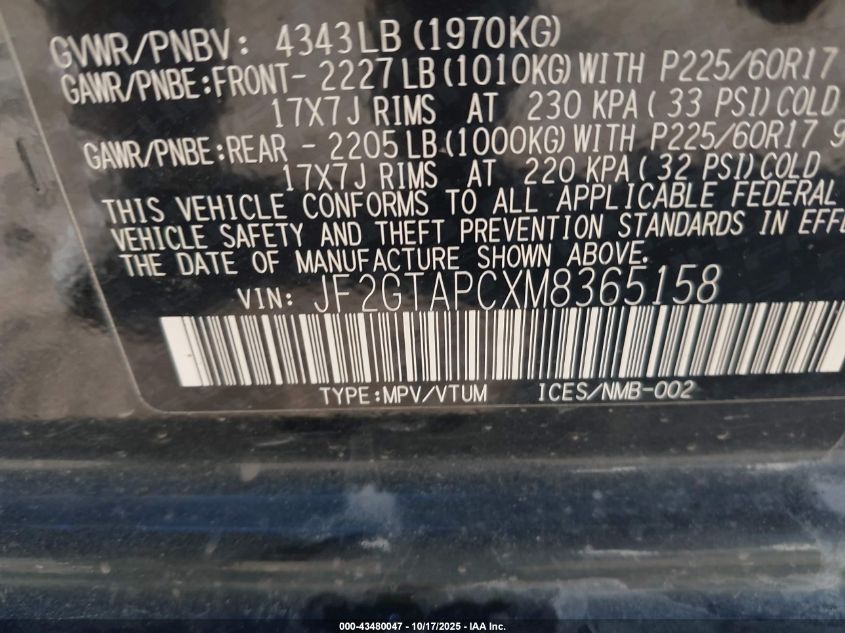 GVWR/PNBV: 4343LB (1970KG)
GAWR/PNBE:FRONT- 2227LB(1010KG)WITH P225/60R17
17X7J RIMS AT 230 KPA( 33 PSI)COLD
GAWR/PNBE:REAR - 2205LB(1000KG)WITH P225/60R17 9
17X7J RIMS AT 220 KPA( 32 PSI)COLD
THIS VEHICLE CONFORMS TO ALL APPLICABLE FEDERAL
VEHICLE SAFETY AND THEFT PREVENTION STANDARDS IN EFFE
THE DATE OF MANUFACTURE SHOWN ABOVE.
VIN: JF2GTAPCXM8365158
TYPE:MPV/VTUM ICES/NMB-002
000-43480047 - 10/17/2025 - IAA Inc.